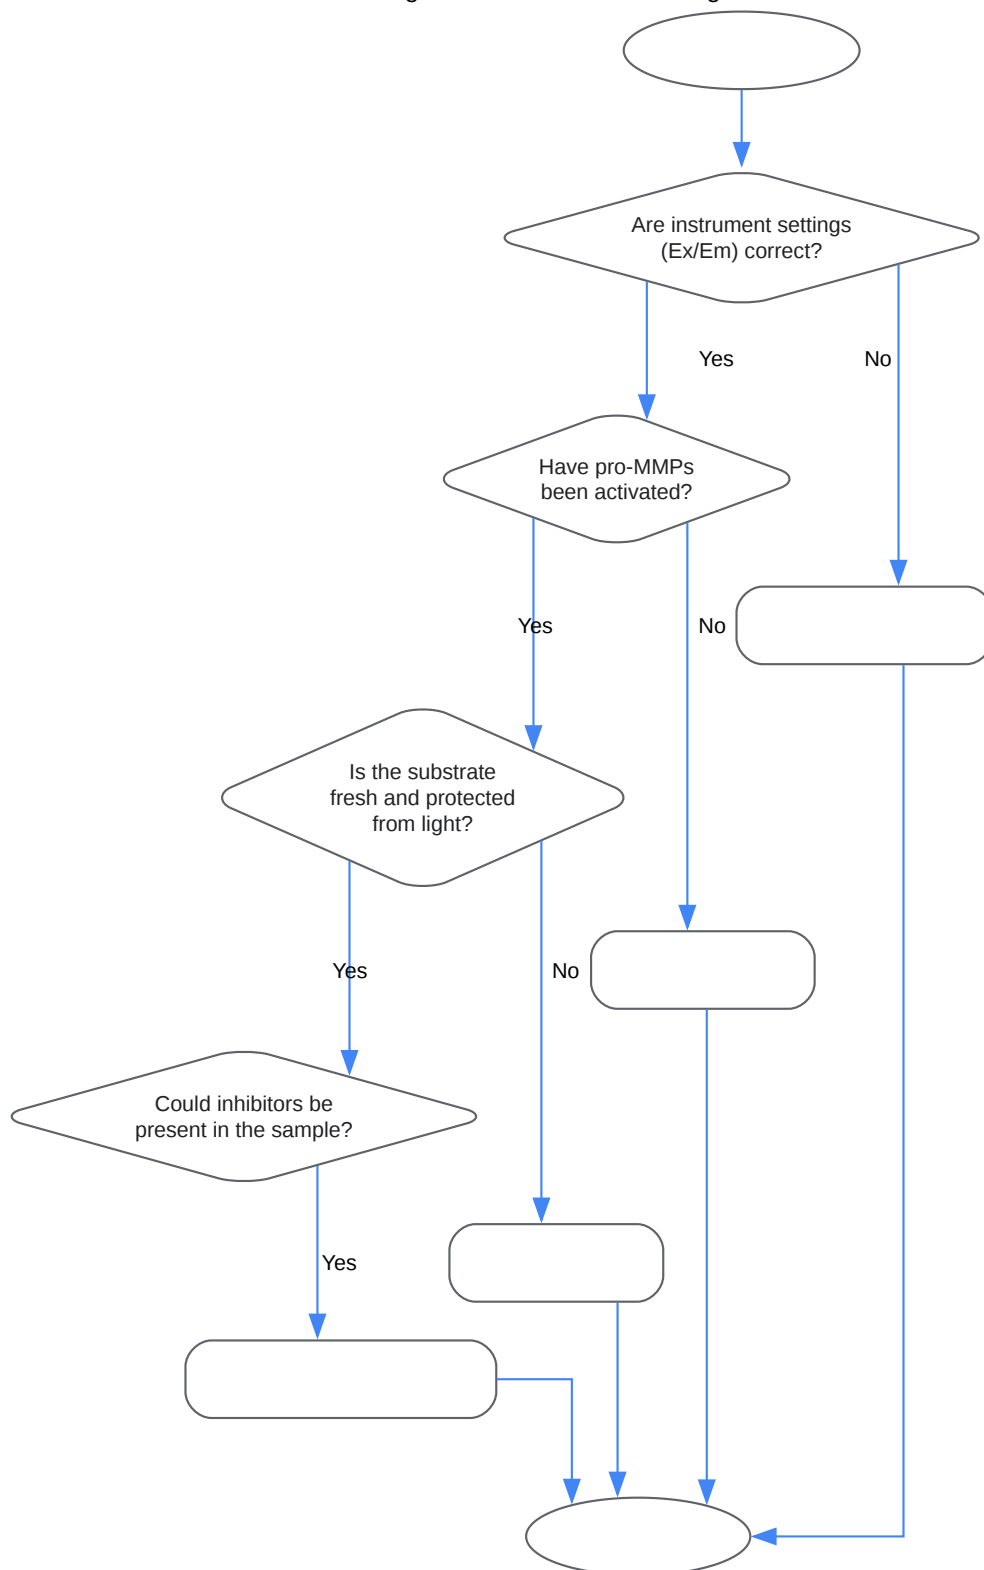 Are instrument settings
(Ex/Em) correct?
Yes
No
Have pro-MMPs
been activated?
Yes
No
Is the substrate
fresh and protected
from light?
Yes
No
Could inhibitors be
present in the sample?
Yes